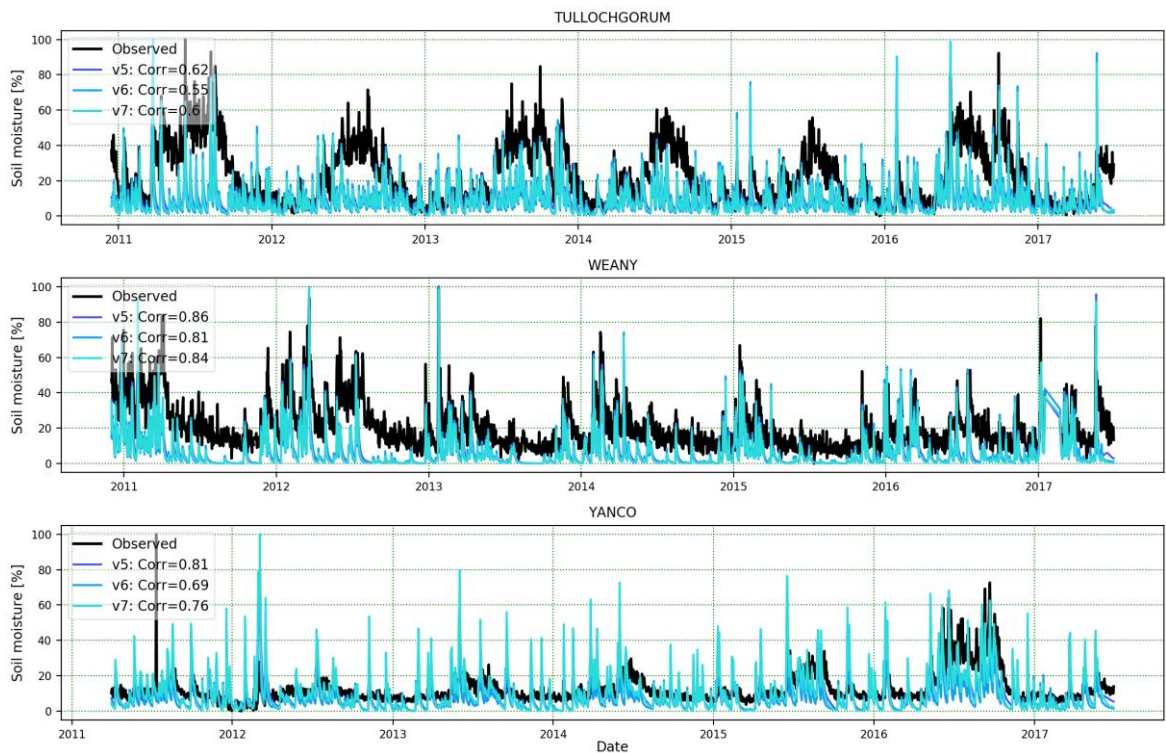 TULLOCHGORUM
Soil moisture [%]
100
80
60
40
20
0
Observed
v5: Corr=0.62
v6: Corr=0.55
v7: Corr=0.6
2011 2012 2013 2014 2015 2016 2017
WEANY
Soil moisture [%]
100
80
60
40
20
0
Observed
v5: Corr=0.86
v6: Corr=0.81
v7: Corr=0.84
2011 2012 2013 2014 2015 2016 2017
YANCO
Soil moisture [%]
100
80
60
40
20
0
Observed
v5: Corr=0.81
v6: Corr=0.69
v7: Corr=0.76
2011 2012 2013 2014 2015 2016 2017
Date